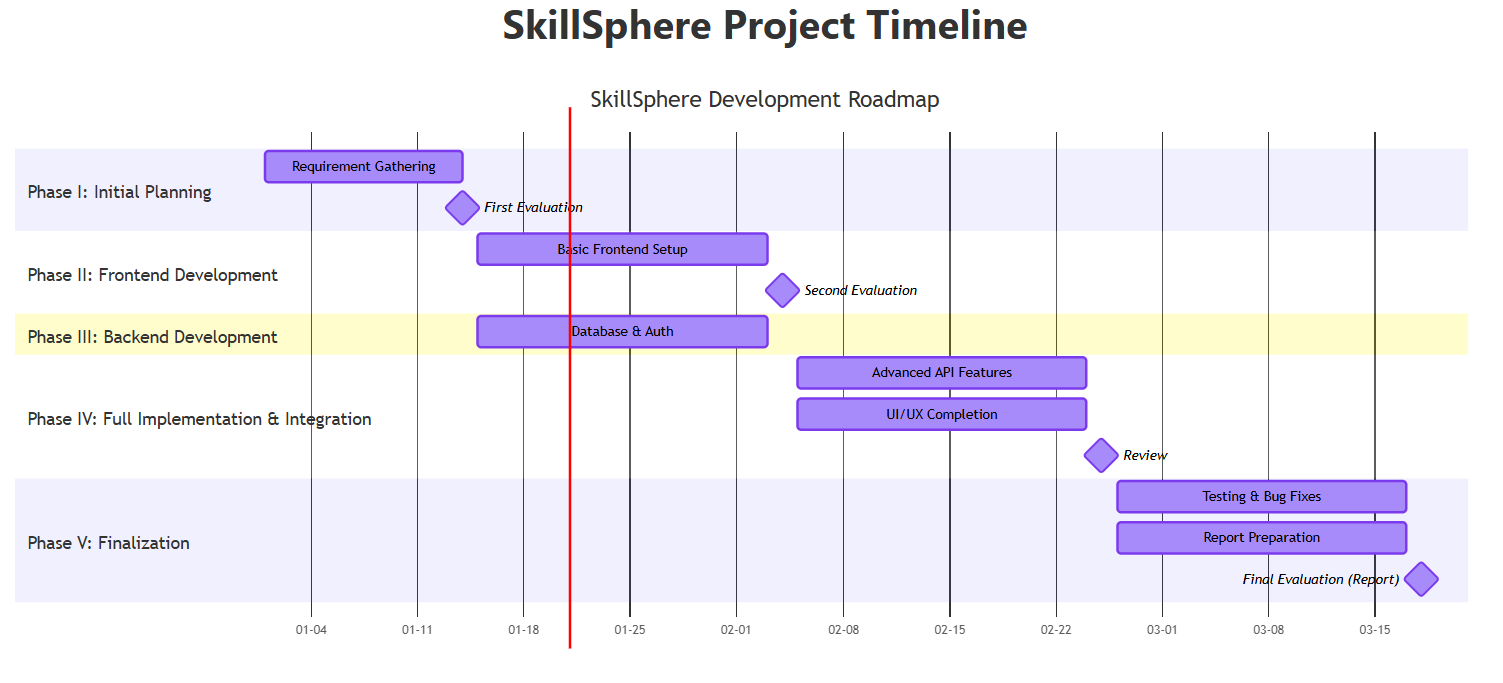 SkillSphere Project Timeline
SkillSphere Development Roadmap
Phase I: Initial Planning
Requirement Gathering
First Evaluation
Phase II: Frontend Development
Basic Frontend Setup
Second Evaluation
Phase III: Backend Development
Database & Auth
Phase IV: Full Implementation & Integration
Advanced API Features
UI/UX Completion
Review
Phase V: Finalization
Testing & Bug Fixes
Report Preparation
Final Evaluation (Report)
01-04 01-11 01-18 01-25 02-01 02-08 02-15 02-22 03-01 03-08 03-15